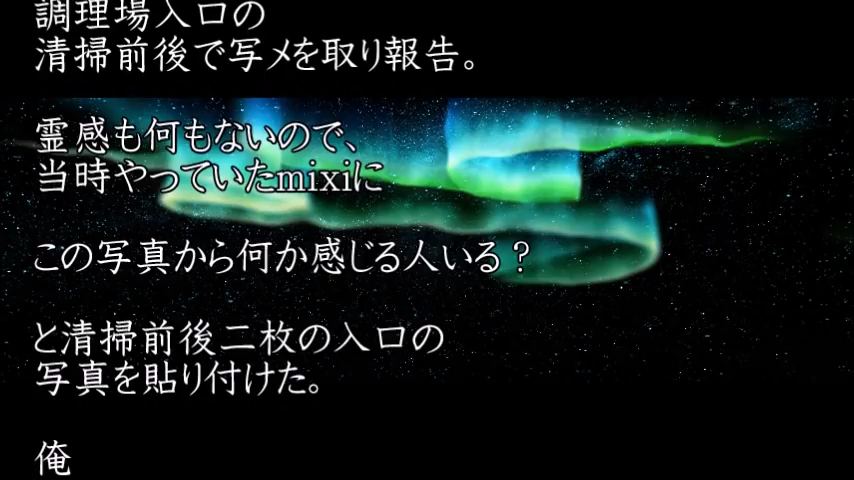 調理場入口の
清掃前後で写メを取り報告。
霊感も何もないので、
当時やっていたmixiに
この写真から何か感じる人いる？
と清掃前後二枚の入口の
写真を貼り付けた。
俺